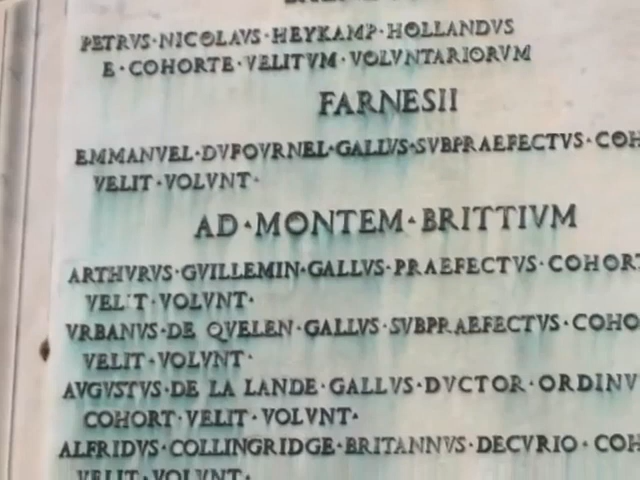 PETRVS·NICOLAVS·HEYKAMP·HOLLANDVS
E·COHORTE·VELITVM·VOLVNTARIORVM
FARNESII
EMMANVEL·DVFOVRNEL·GALLVS·SVBPRAEFECTVS·COH
VELIT·VOLVNT·
AD·MONTEM·BRITTIVM
ARTHVRVS·GVILLEMIN·GALLVS·PRAEFECTVS·COHORT
VELIT·VOLVNT·
VRBANVS·DE QVELEN·GALLVS·SVBPRAEFECTVS·COHO
VELIT·VOLVNT·
AVGVSTVS·DE LA LANDE·GALLVS·DVCTOR·ORDINV
COHORT·VELIT·VOLVNT·
ALFRIDVS·COLLINGRIDGE·BRITANNVS·DECVRIO·COH
VELIT·VOLVNT·